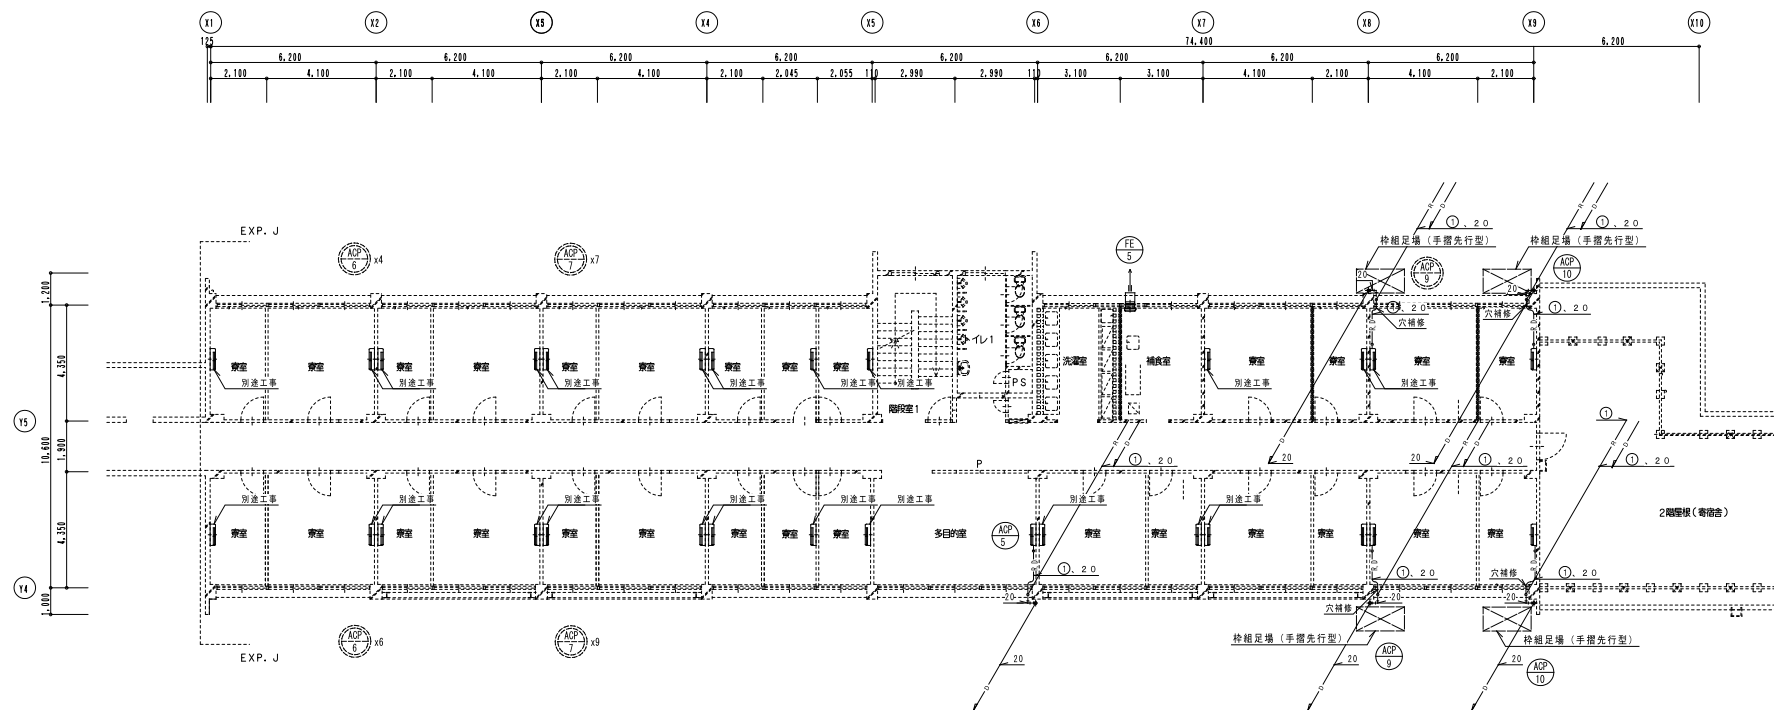 X1 X2 X5 X4 X5 X6 X7 X8 X9 X10
125 74,400 6,200
6,200 6,200 6,200 6,200 6,200 6,200 6,200 6,200
2,100 4,100 2,100 4,100 2,100 4,100 2,100 2,045 2,055 110 2,990 2,990 110 3,100 3,100 4,100 2,100 4,100 2,100
①、20 ①、20
EXP.J
ACP 6 x4
ACP 7 x7
FE 5
枠組足場（手摺先行型） 枠組足場（手摺先行型）
ACP 9
ACP 10
20 20
1,200
①、20 ①、20
穴補修 穴補修
トイレ1
4,350
寮室 寮室 寮室 寮室 寮室 寮室 寮室 寮室 寮室 洗濯室 補食室 寮室 寮室 寮室 寮室
別途工事 別途工事 別途工事 別途工事 別途工事 PS 別途工事 別途工事
階段室1
Y5
①
10,600
1,900
P
20 20
①、20 ①、20 ①、20
別途工事 別途工事 別途工事 別途工事 別途工事 別途工事 別途工事
4,350
2階屋根（寄宿舎）
寮室 寮室 寮室 寮室 寮室 寮室 寮室 寮室 寮室 多目的室 ACP 5 寮室 寮室 寮室 寮室 寮室
①、20 ①、20 穴補修 ①、20
Y4
20 20 20 20 20
穴補修
EXP.J
ACP 6 x6
ACP 7 x9
枠組足場（手摺先行型） 枠組足場（手摺先行型）
ACP 9
ACP 10
20 20 20
R D